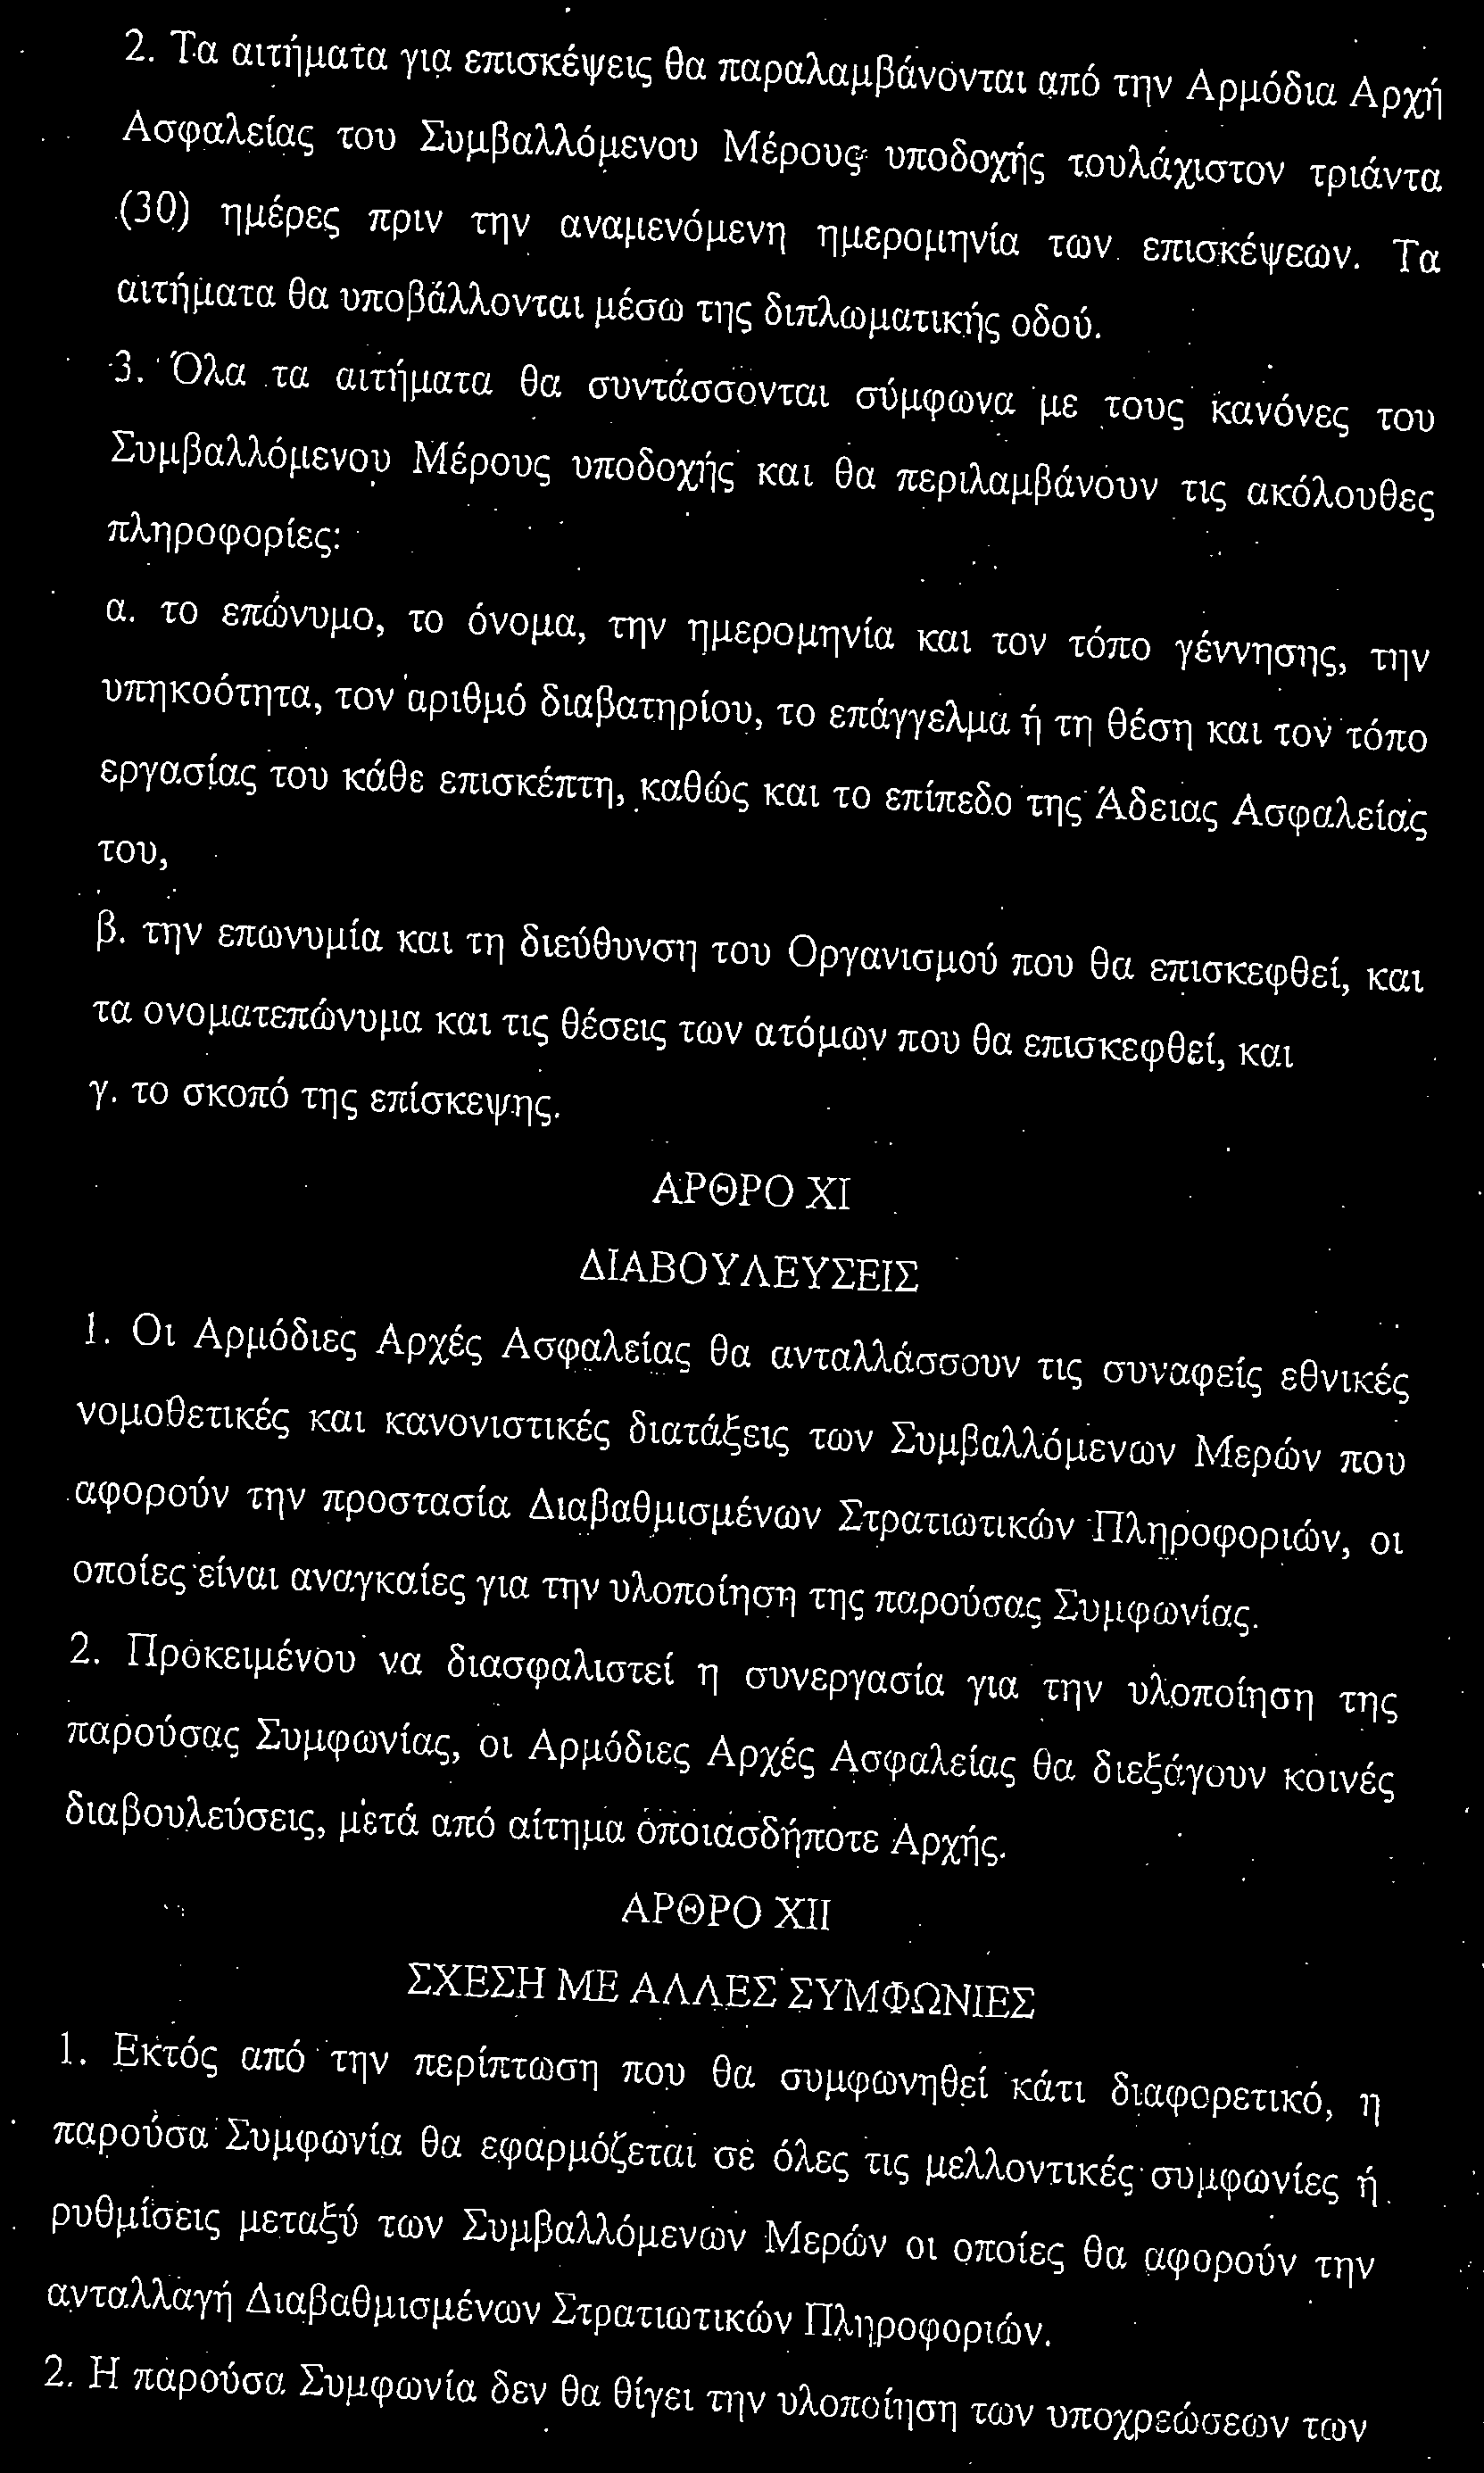 2. Τα αιτήματα για επισκέψεις θα παραλαμβάνονται από την Αρμόδια Αρχή
Ασφαλείας του Συμβαλλόμενου Μέρους υποδοχής τουλάχιστον τριάντα
(30) ημέρες πριν την αναμενόμενη ημερομηνία των επισκέψεων. Τα
αιτήματα θα υποβάλλονται μέσω της διπλωματικής οδού.
3. Όλα τα αιτήματα θα συντάσσονται σύμφωνα με τους κανόνες του
Συμβαλλόμενου Μέρους υποδοχής και θα περιλαμβάνουν τις ακόλουθες
πληροφορίες:
α. το επώνυμο, το όνομα, την ημερομηνία και τον τόπο γέννησης, την
υπηκοότητα, τον αριθμό διαβατηρίου, το επάγγελμα ή τη θέση και τον τόπο
εργασίας του κάθε επισκέπτη, καθώς και το επίπεδο της Άδειας Ασφαλείας
του,
β. την επωνυμία και τη διεύθυνση του Οργανισμού που θα επισκεφθεί, και
τα ονοματεπώνυμα και τις θέσεις των ατόμων που θα επισκεφθεί, και
γ. το σκοπό της επίσκεψης.
ΑΡΘΡΟ XI
ΔΙΑΒΟΥΛΕΥΣΕΙΣ
1. Οι Αρμόδιες Αρχές Ασφαλείας θα ανταλλάσσουν τις συναφείς εθνικές
νομοθετικές και κανονιστικές διατάξεις των Συμβαλλόμενων Μερών που
αφορούν την προστασία Διαβαθμισμένων Στρατιωτικών Πληροφοριών, οι
οποίες είναι αναγκαίες για την υλοποίηση της παρούσας Συμφωνίας.
2. Προκειμένου να διασφαλιστεί η συνεργασία για την υλοποίηση της
παρούσας Συμφωνίας, οι Αρμόδιες Αρχές Ασφαλείας θα διεξάγουν κοινές
διαβουλεύσεις, μετά από αίτημα οποιασδήποτε Αρχής.
ΑΡΘΡΟ XII
ΣΧΕΣΗ ΜΕ ΑΛΛΕΣ ΣΥΜΦΩΝΙΕΣ
1. Εκτός από την περίπτωση που θα συμφωνηθεί κάτι διαφορετικό, η
παρούσα Συμφωνία θα εφαρμόζεται σε όλες τις μελλοντικές συμφωνίες ή
ρυθμίσεις μεταξύ των Συμβαλλόμενων Μερών οι οποίες θα αφορούν την
ανταλλαγή Διαβαθμισμένων Στρατιωτικών Πληροφοριών.
2. Η παρούσα Συμφωνία δεν θα θίγει την υλοποίηση των υποχρεώσεων των